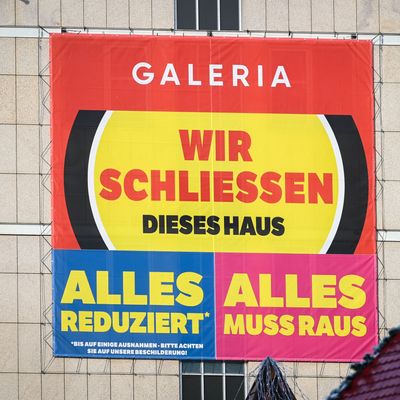 GALERIA
WIR
SCHLIESSEN
DIESES HAUS
ALLES
REDUZIERT*
*BIS AUF EINIGE AUSNAHMEN - BITTE ACHTEN
SIE AUF UNSERE BESCHILDERUNG!
ALLES
MUSS RAUS